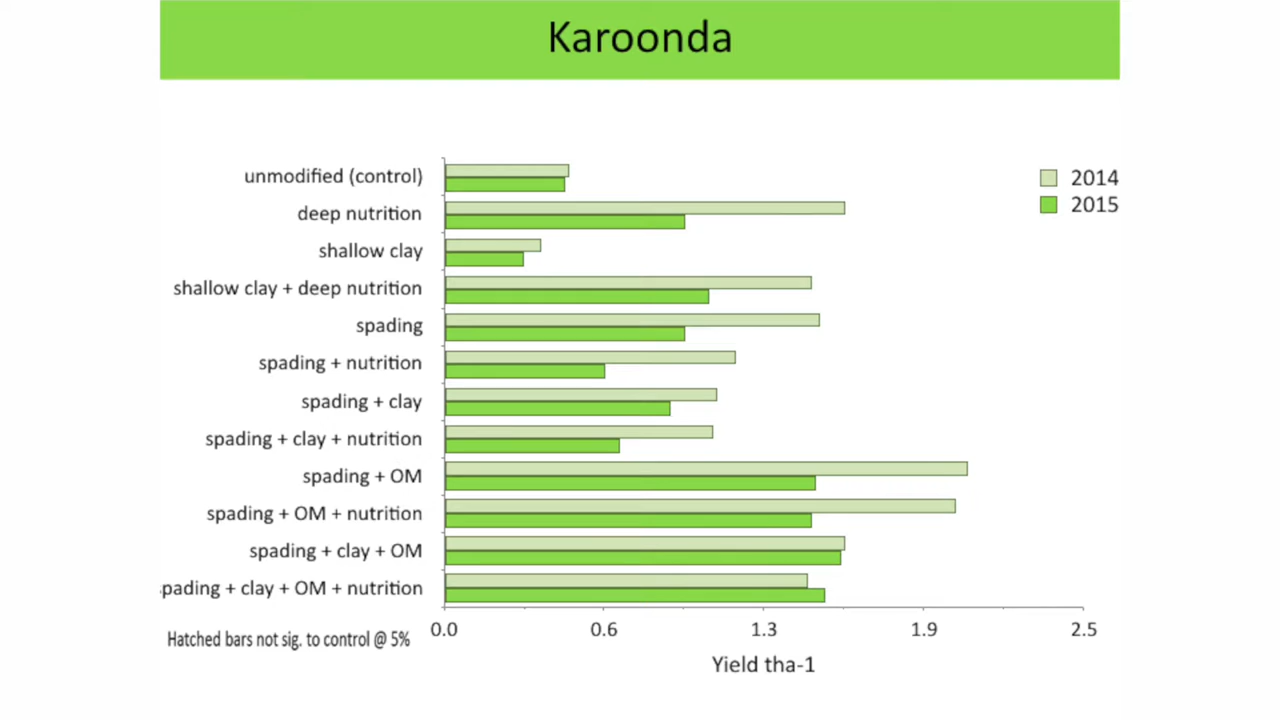 Karoonda
unmodified (control)
deep nutrition
shallow clay
shallow clay + deep nutrition
spading
spading + nutrition
spading + clay
spading + clay + nutrition
spading + OM
spading + OM + nutrition
spading + clay + OM
pading + clay + OM + nutrition
2014
2015
0.0 0.6 1.3 1.9 2.5
Hatched bars not sig. to control @ 5%
Yield tha-1